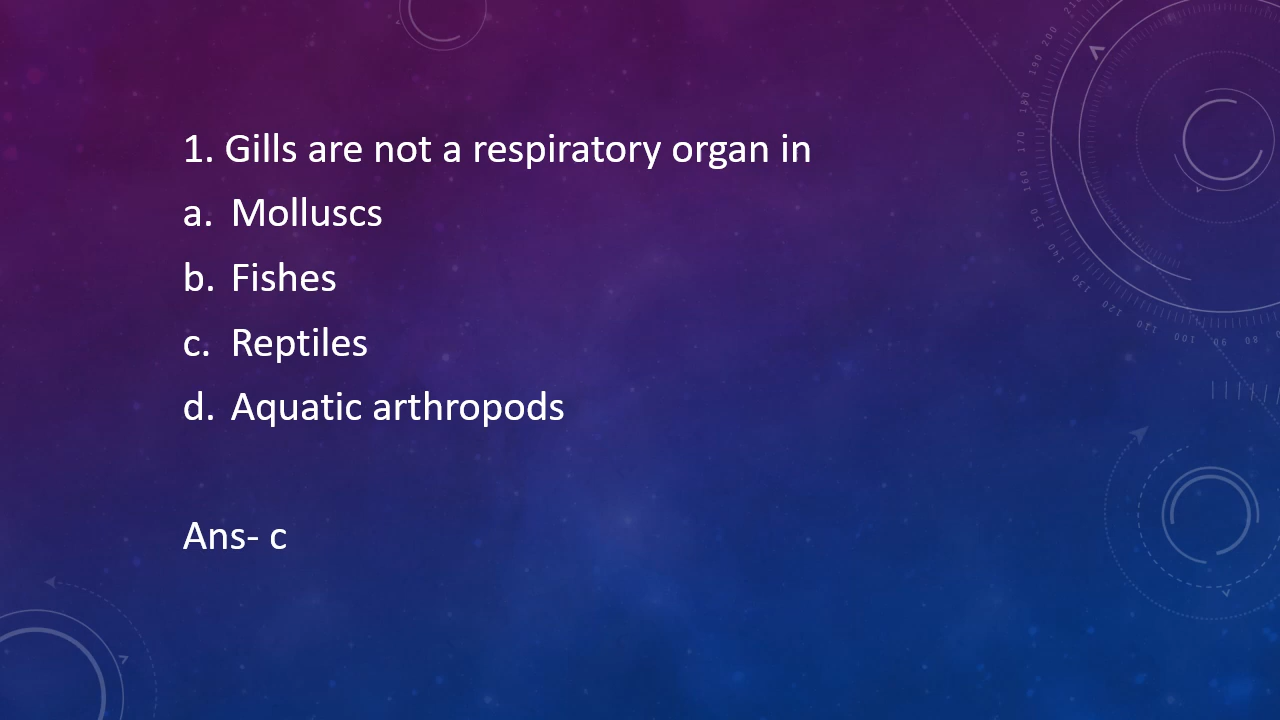 1. Gills are not a respiratory organ in
a. Molluscs
b. Fishes
c. Reptiles
d. Aquatic arthropods
Ans- c